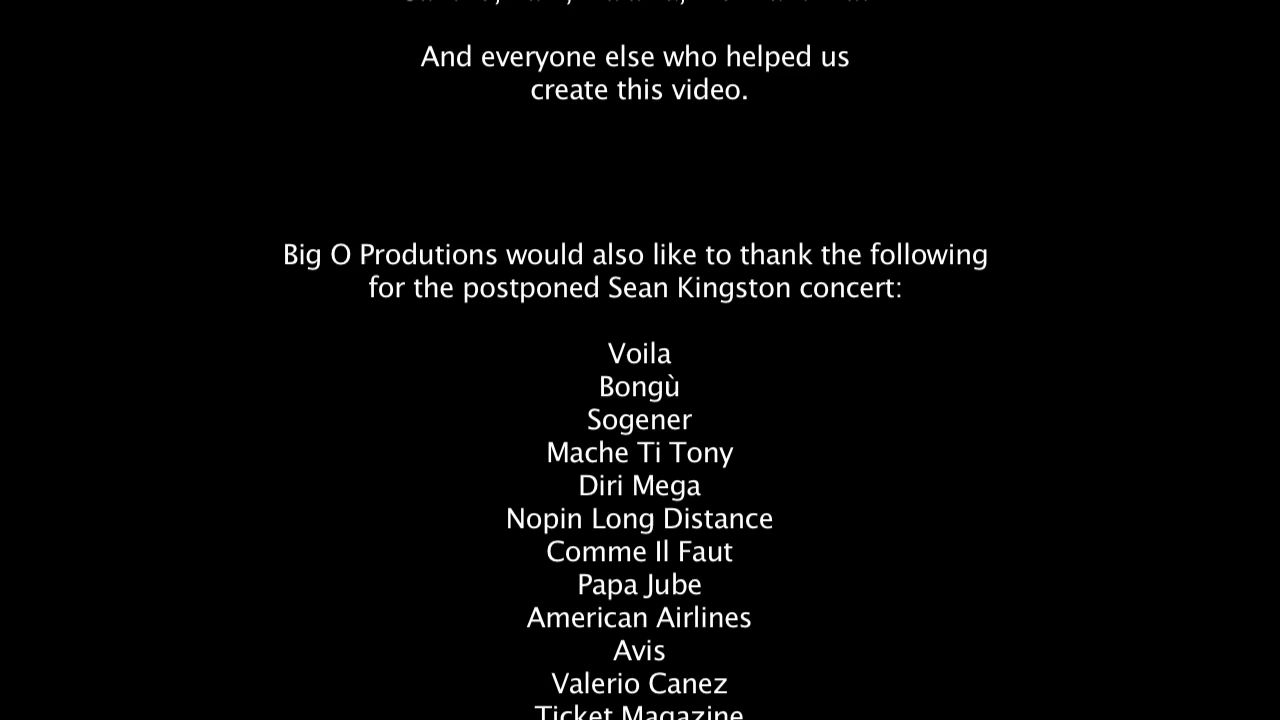 And everyone else who helped us
create this video.
Big O Produtions would also like to thank the following
for the postponed Sean Kingston concert:
Voila
Bongù
Sogener
Mache Ti Tony
Diri Mega
Nopin Long Distance
Comme Il Faut
Papa Jube
American Airlines
Avis
Valerio Canez
Ticket Magazine